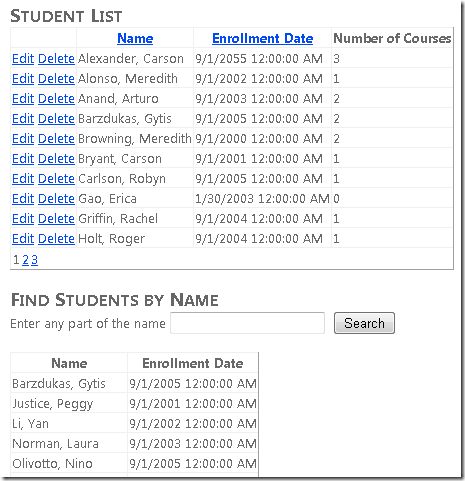 Student List
Name Enrollment Date Number of Courses
Edit Delete Alexander, Carson 9/1/2055 12:00:00 AM 3
Edit Delete Alonso, Meredith 9/1/2002 12:00:00 AM 1
Edit Delete Anand, Arturo 9/1/2003 12:00:00 AM 2
Edit Delete Barzdukas, Gytis 9/1/2005 12:00:00 AM 2
Edit Delete Browning, Meredith 9/1/2000 12:00:00 AM 2
Edit Delete Bryant, Carson 9/1/2001 12:00:00 AM 1
Edit Delete Carlson, Robyn 9/1/2005 12:00:00 AM 1
Edit Delete Gao, Erica 1/30/2003 12:00:00 AM 0
Edit Delete Griffin, Rachel 9/1/2004 12:00:00 AM 1
Edit Delete Holt, Roger 9/1/2004 12:00:00 AM 1
1 2 3
Find Students by Name
Enter any part of the name Search
Name Enrollment Date
Barzdukas, Gytis 9/1/2005 12:00:00 AM
Justice, Peggy 9/1/2001 12:00:00 AM
Li, Yan 9/1/2002 12:00:00 AM
Norman, Laura 9/1/2003 12:00:00 AM
Olivotto, Nino 9/1/2005 12:00:00 AM